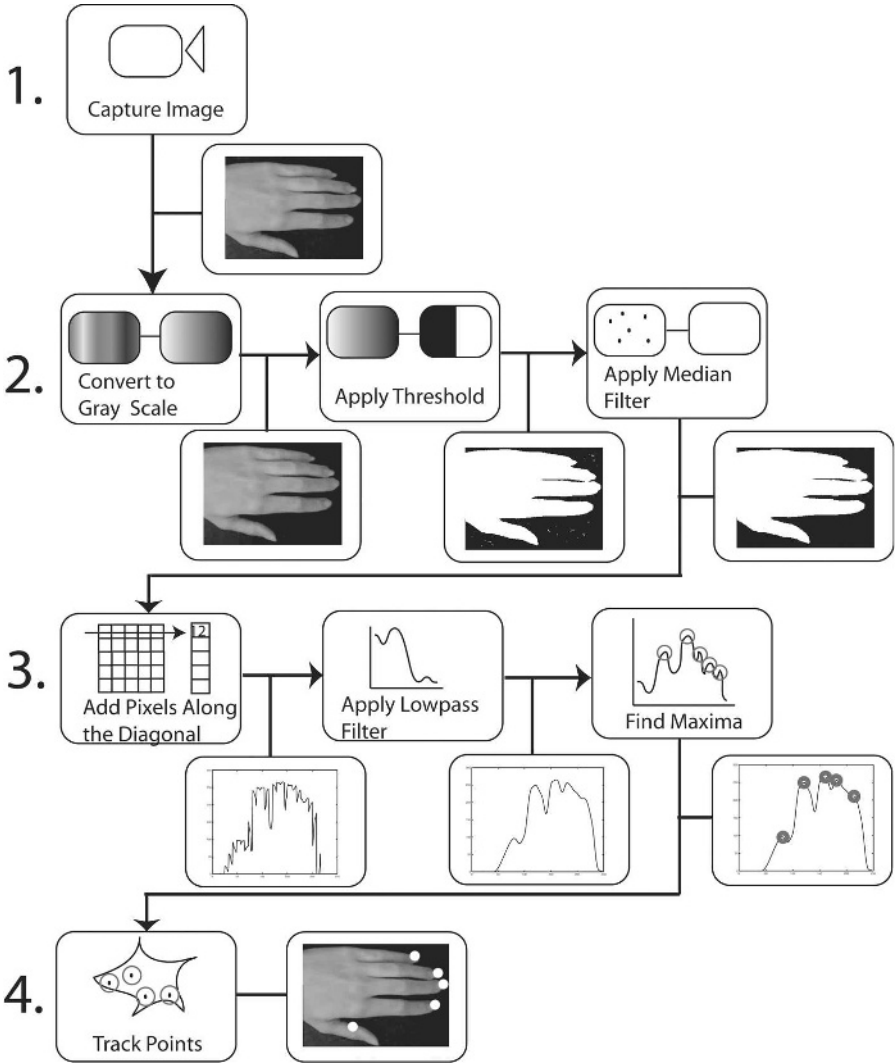 1.
Capture Image
2.
Convert to
Gray Scale
Apply Threshold
Apply Median
Filter
3.
12
Add Pixels Along
the Diagonal
Apply Lowpass
Filter
Find Maxima
4.
Track Points